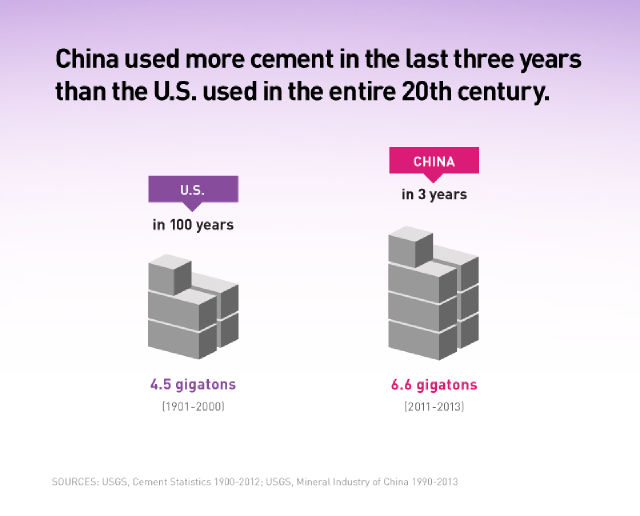 China used more cement in the last three years
than the U.S. used in the entire 20th century.
U.S.
in 100 years
4.5 gigatons
(1901-2000)
CHINA
in 3 years
6.6 gigatons
(2011-2013)
SOURCES: USGS, Cement Statistics 1900-2012; USGS, Mineral Industry of China 1990-2013